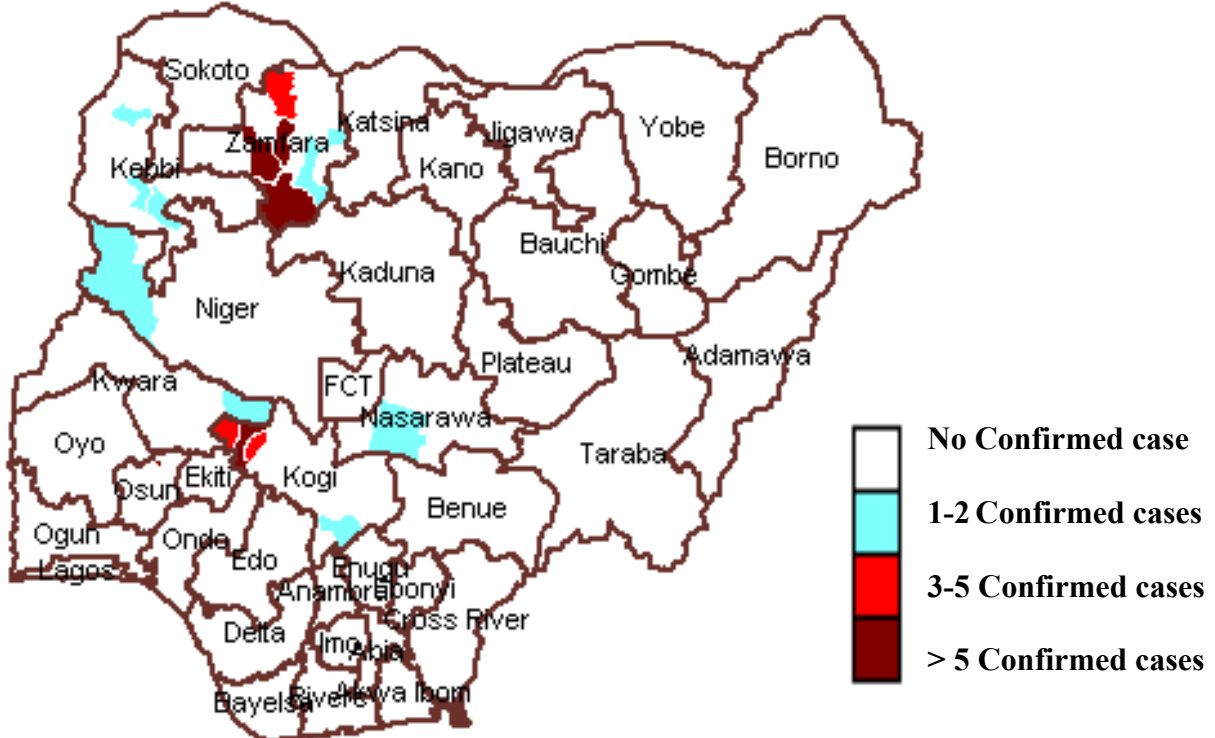 Sokoto
Katsina
Jigawa
Yobe
Borno
Zamfara
Kebbi
Kano
Bauchi
Gombe
Kaduna
Niger
Adamawa
Plateau
Kwara
FCT
Nasarawa
Oyo
Taraba
Ekiti
Kogi
Osun
Benue
Ogun
Ondo
Edo
Lagos
Enugu
Ebonyi
Anambra
Cross River
Delta
Imo
Abia
Bayelsa
Rivers
Akwa Ibom
No Confirmed case
1-2 Confirmed cases
3-5 Confirmed cases
> 5 Confirmed cases